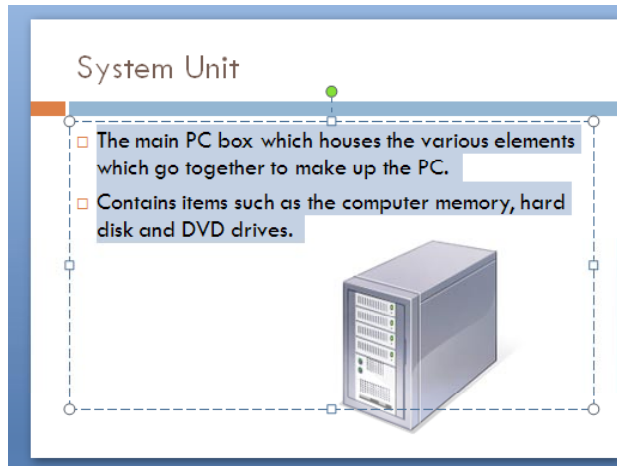 System Unit
The main PC box which houses the various elements
which go together to make up the PC.
Contains items such as the computer memory, hard
disk and DVD drives.